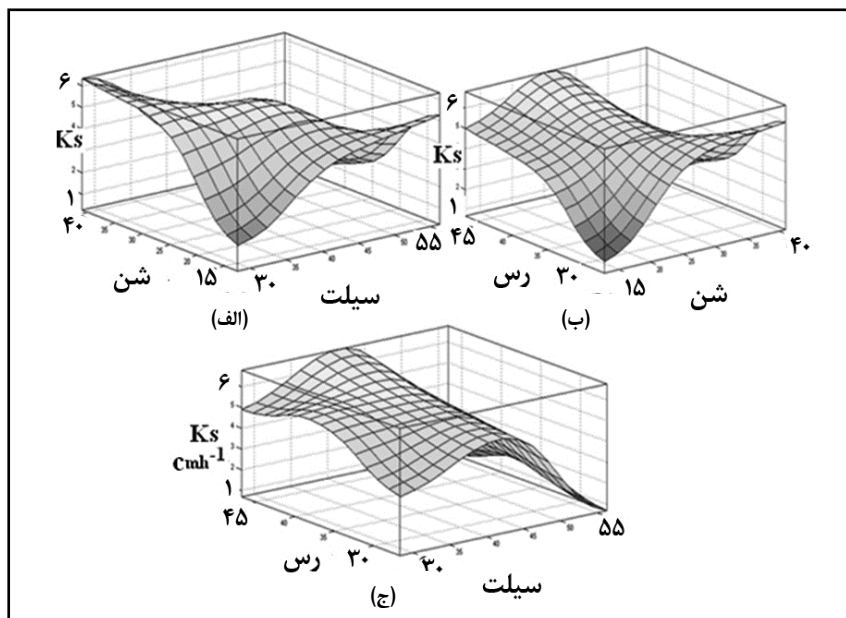 ۶
Ks
۱
۴۰
شن
۱۵
۳۰
سیلت
۵۵
(الف)
۶
Ks
۱
۴۵
رس
۳۰
۱۵
شن
۴۰
(ب)
۶
Ks
cmh-1
۱
۴۵
رس
۳۰
۳۰
سیلت
۵۵
(ج)